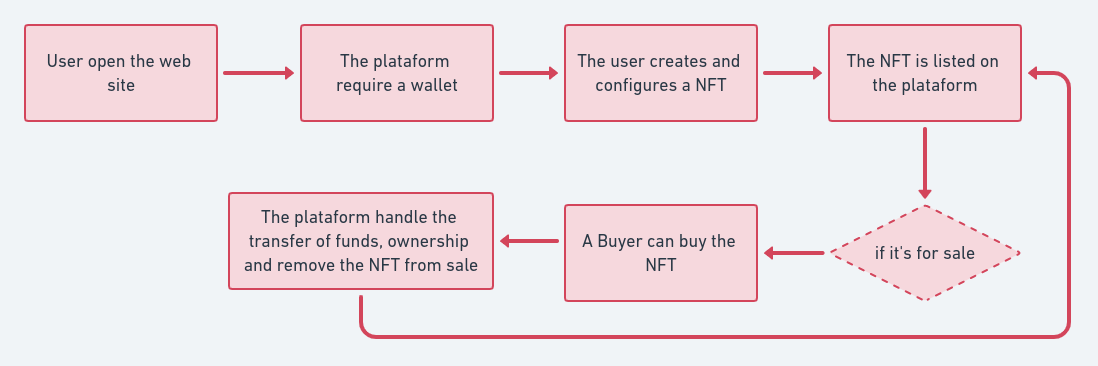 User open the web
site
The plataform
require a wallet
The user creates and
configures a NFT
The NFT is listed on
the plataform
if it's for sale
A Buyer can buy the
NFT
The plataform handle the
transfer of funds, ownership
and remove the NFT from sale